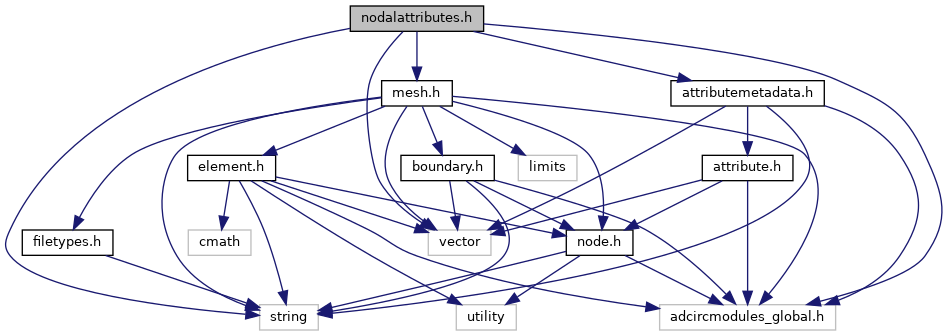 nodalattributes.h
mesh.h
attributemetadata.h
element.h
boundary.h
limits
attribute.h
filetypes.h
cmath
vector
node.h
string
utility
adcircmodules_global.h